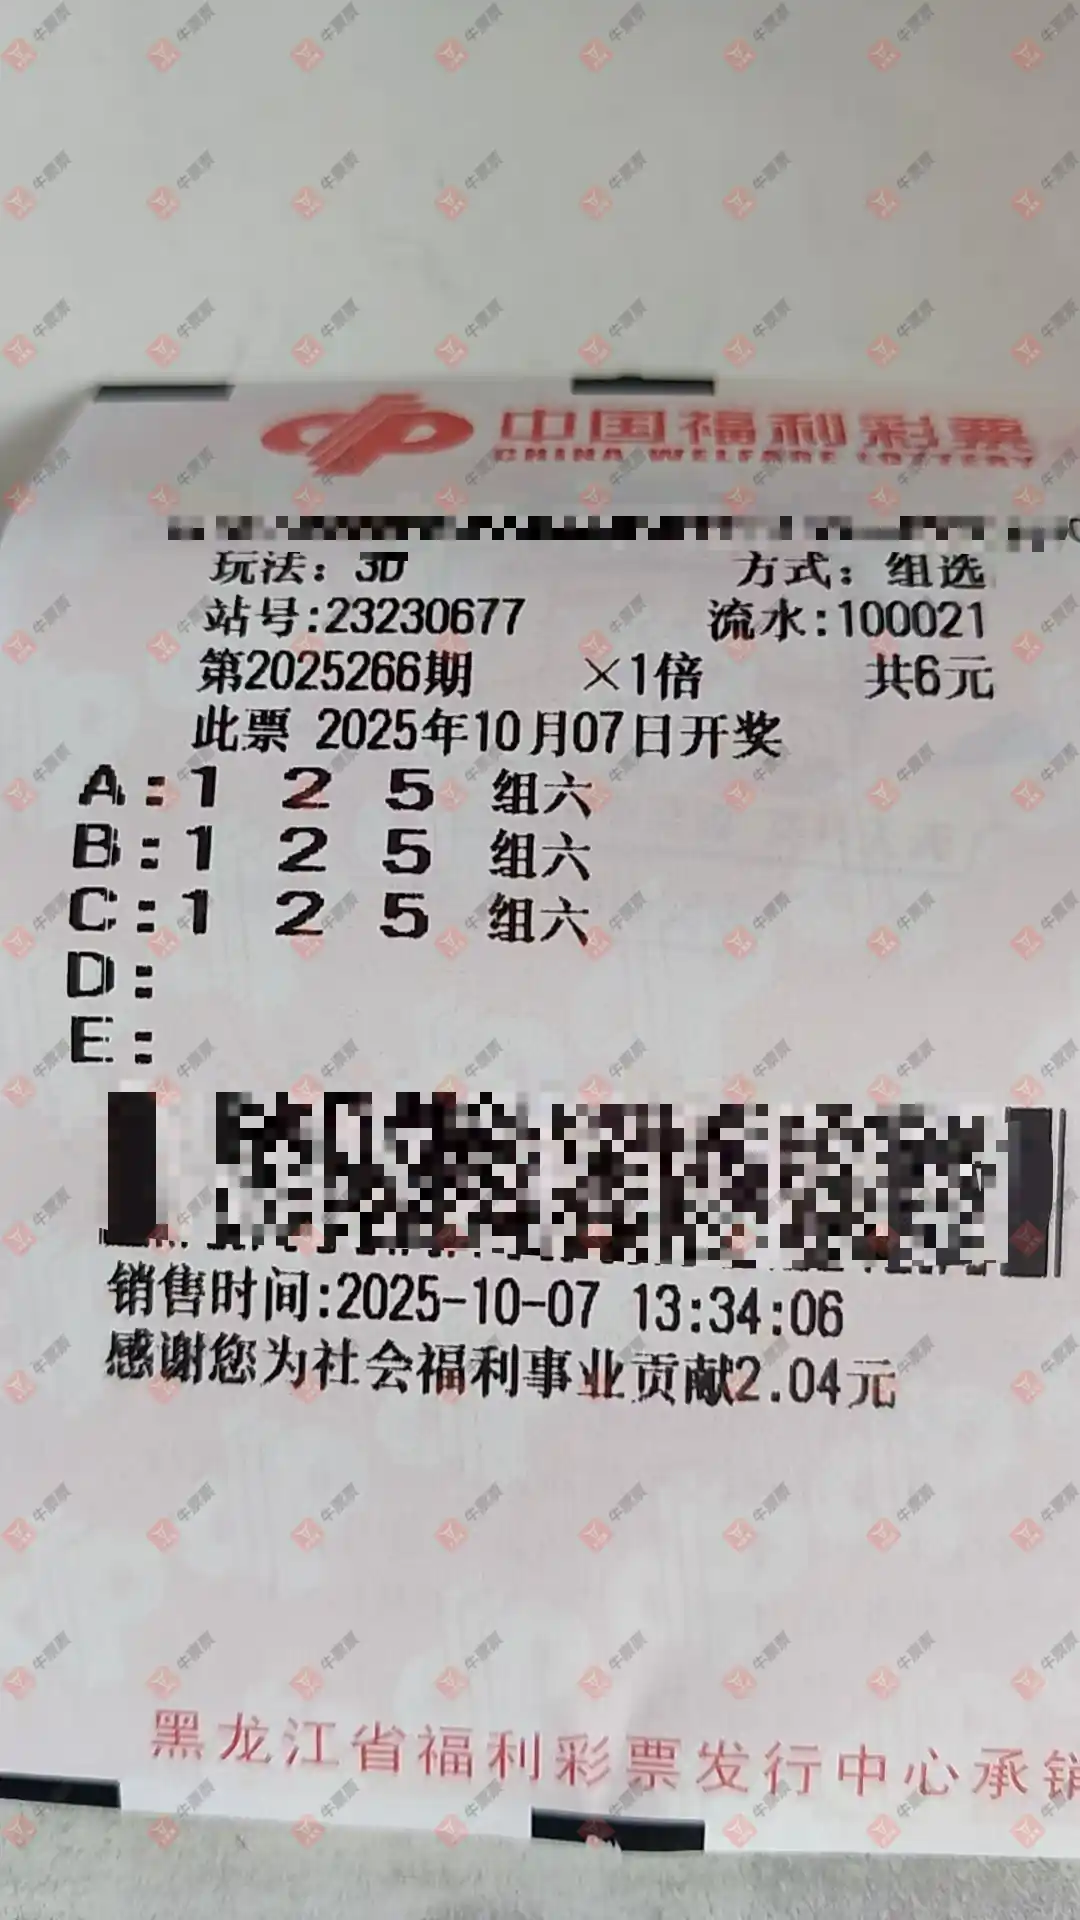 中国福利彩票
CHINA WELFARE LOTTERY
玩法：3D 方式：组选
站号:23230677 流水:100021
第2025266期 ×1倍 共6元
此票 2025年10月07日开奖
A:1 2 5 组六
B:1 2 5 组六
C:1 2 5 组六
D:
E:
销售时间:2025-10-07 13:34:06
感谢您为社会福利事业贡献2.04元
黑龙江省福利彩票发行中心承销
牛票票